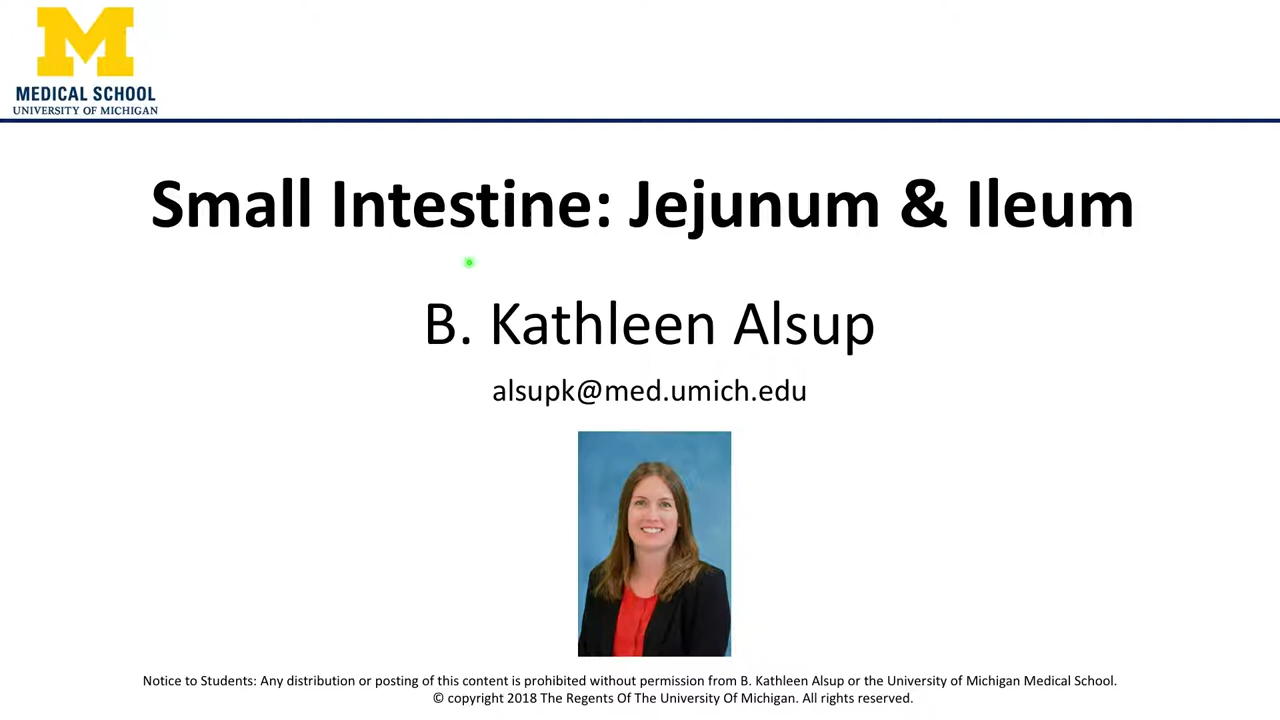 M
MEDICAL SCHOOL
UNIVERSITY OF MICHIGAN
Small Intestine: Jejunum & Ileum
B. Kathleen Alsup
alsupk@med.umich.edu
Notice to Students: Any distribution or posting of this content is prohibited without permission from B. Kathleen Alsup or the University of Michigan Medical School.
© copyright 2018 The Regents Of The University Of Michigan. All rights reserved.